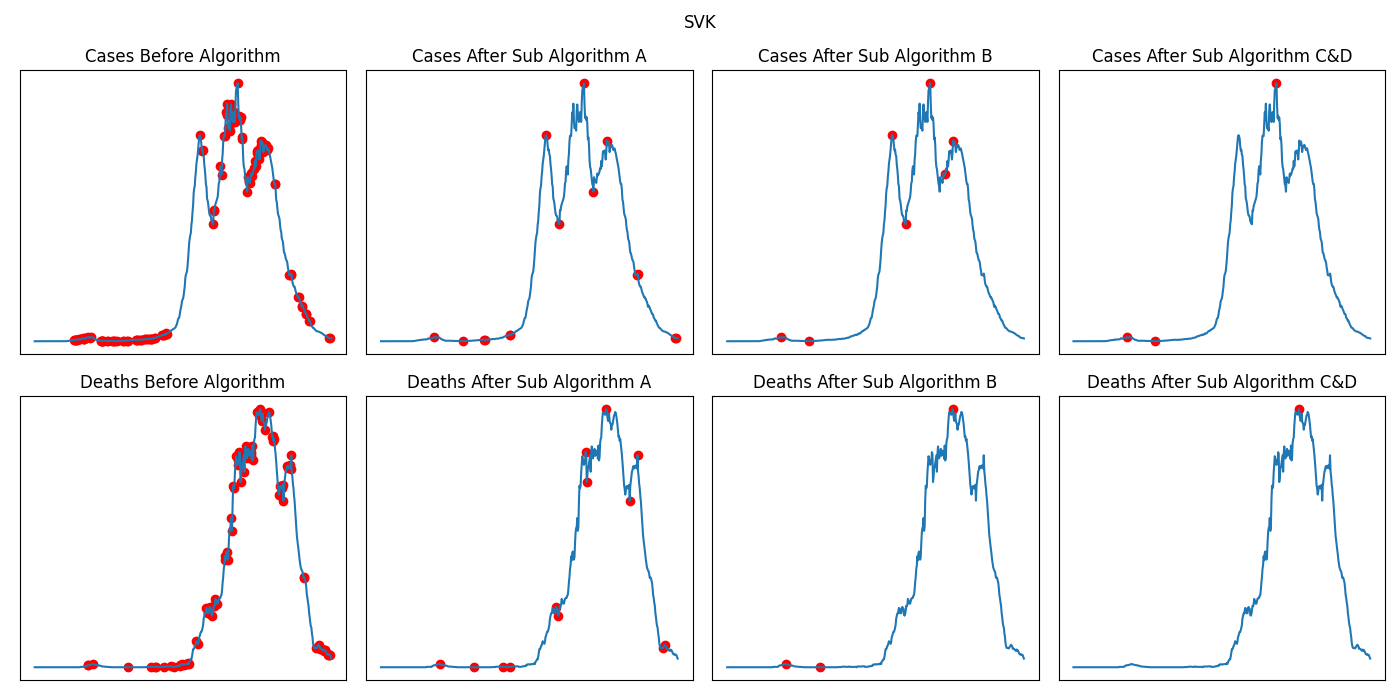 SVK
Cases Before Algorithm
Cases After Sub Algorithm A
Cases After Sub Algorithm B
Cases After Sub Algorithm C&D
Deaths Before Algorithm
Deaths After Sub Algorithm A
Deaths After Sub Algorithm B
Deaths After Sub Algorithm C&D